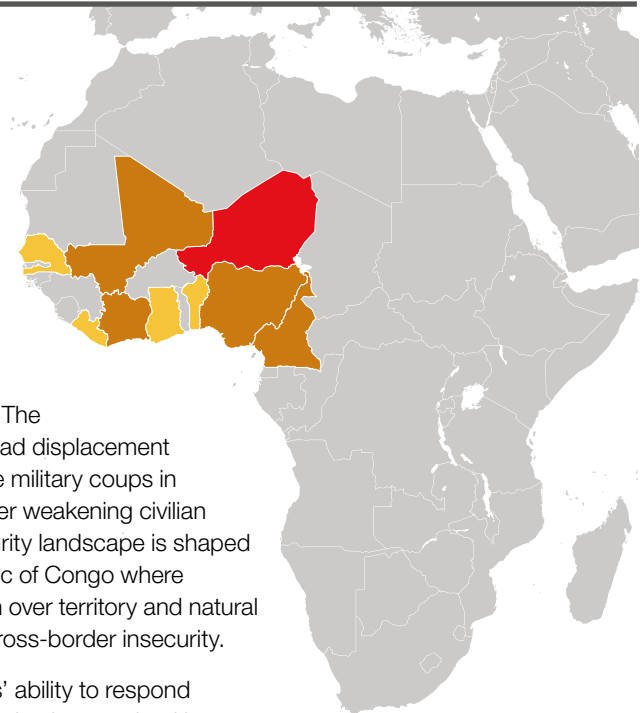 The
ad displacement
military coups in
er weakening civilian
rity landscape is shaped
c of Congo where
over territory and natural
ross-border insecurity.
ability to respond